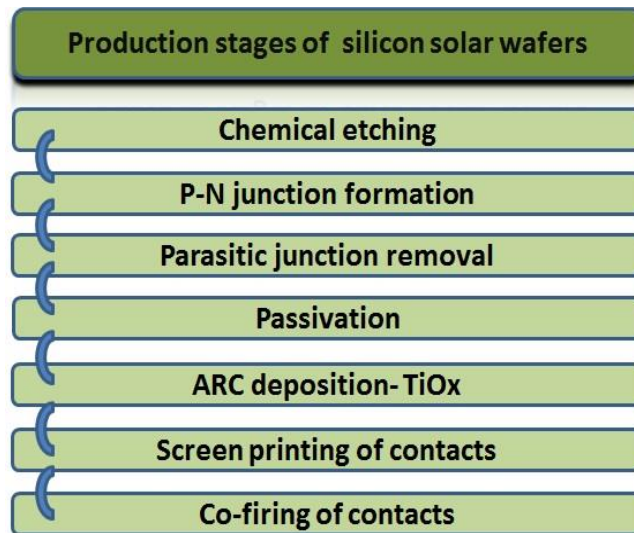 Production stages of silicon solar wafers
Chemical etching
P-N junction formation
Parasitic junction removal
Passivation
ARC deposition- TiOx
Screen printing of contacts
Co-firing of contacts